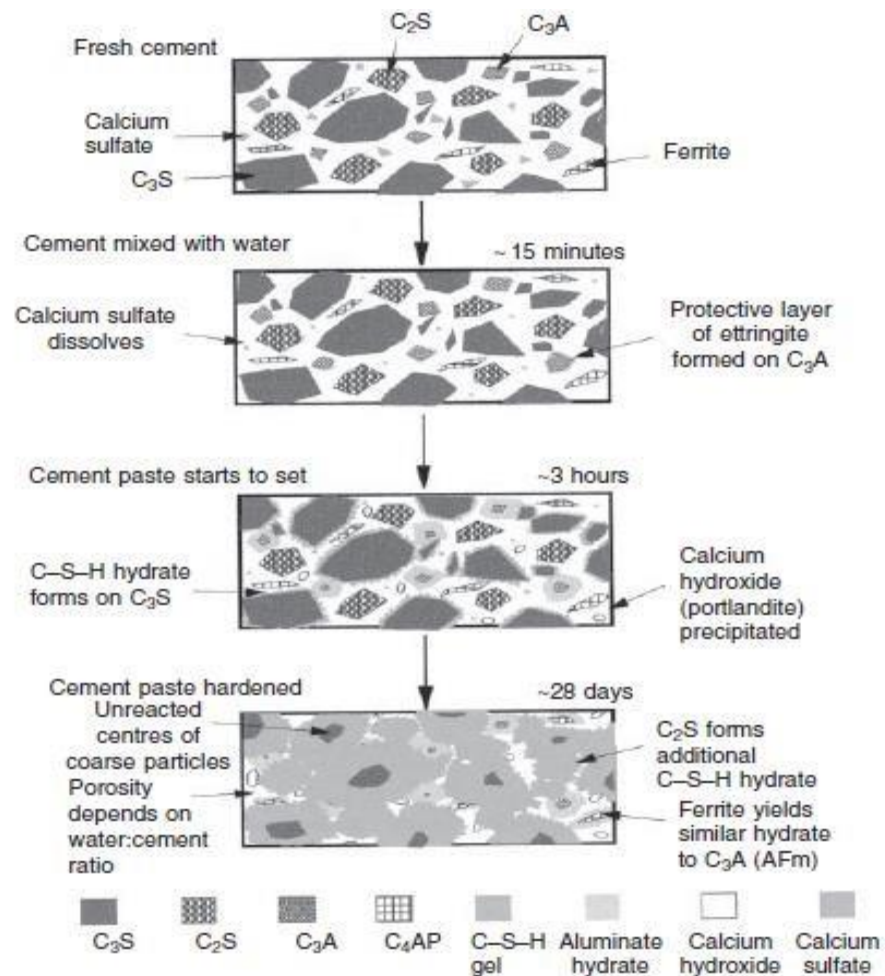 C₂S
C₃A
Fresh cement
Calcium
sulfate
C₃S
Ferrite
Cement mixed with water
~ 15 minutes
Calcium sulfate
dissolves
Protective layer
of ettringite
formed on C₃A
Cement paste starts to set
~3 hours
C–S–H hydrate
forms on C₃S
Calcium
hydroxide
(portlandite)
precipitated
Cement paste hardened
~28 days
Unreacted
centres of
coarse particles
Porosity
depends on
water:cement
ratio
C₂S forms
additional
C–S–H hydrate
Ferrite yields
similar hydrate
to C₃A (AFm)
C₃S
C₂S
C₃A
C₄AP
C–S–H
gel
Aluminate
hydrate
Calcium
hydroxide
Calcium
sulfate